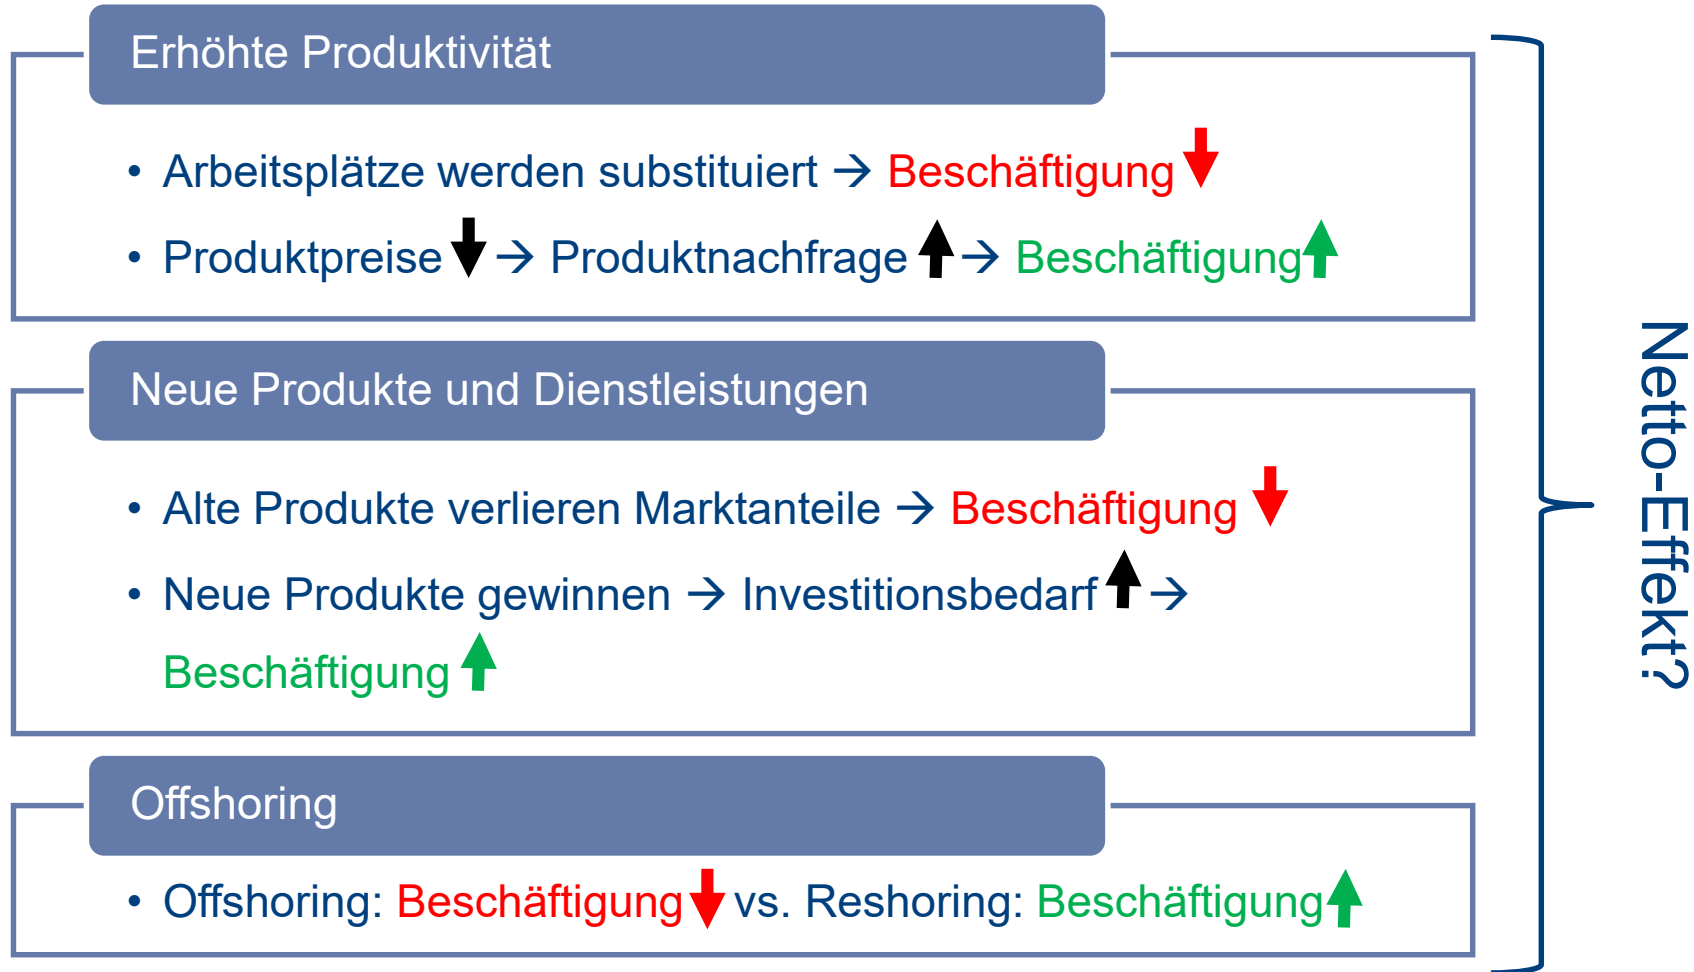 Erhöhte Produktivität
• Arbeitsplätze werden substituiert → Beschäftigung
• Produktpreise → Produktnachfrage → Beschäftigung
Neue Produkte und Dienstleistungen
• Alte Produkte verlieren Marktanteile → Beschäftigung
• Neue Produkte gewinnen → Investitionsbedarf →
Beschäftigung
Offshoring
• Offshoring: Beschäftigung vs. Reshoring: Beschäftigung
Netto-Effekt?